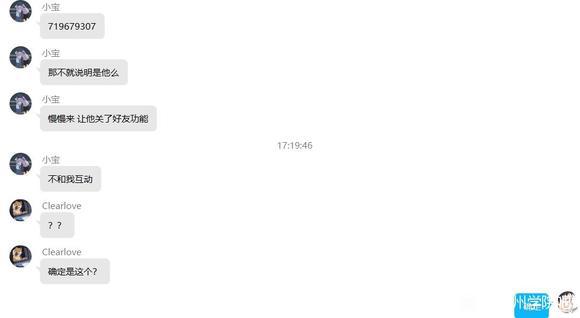 小宝
719679307
小宝
那不就说明是他么
小宝
慢慢来 让他关了好友功能
17:19:46
小宝
不和我互动
Clearlove
？？
Clearlove
确定是这个？